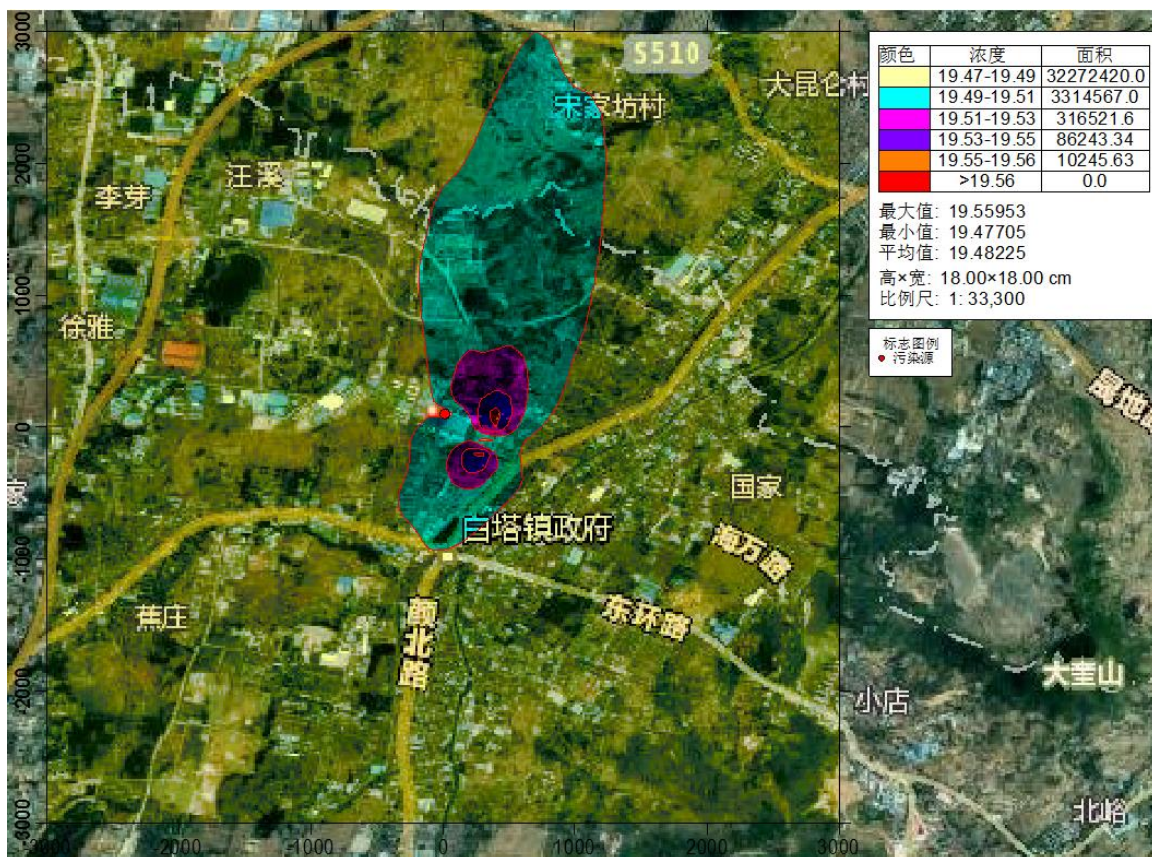 S510
大昆仑村
宋家坊村
汪溪
李芽
徐雅
国家
白塔镇政府
海万路
东环路
颜北路
蕉庄
小店
大奎山
北峪
3000
2000
1000
0
-1000
-2000
-3000
-3000
-2000
-1000
0
1000
2000
3000
颜色 浓度 面积
19.47-19.49 32272420.0
19.49-19.51 3314567.0
19.51-19.53 316521.6
19.53-19.55 86243.34
19.55-19.56 10245.63
>19.56 0.0
最大值: 19.55953
最小值: 19.47705
平均值: 19.48225
高×宽: 18.00×18.00 cm
比例尺: 1: 33,300
标志图例
污染源